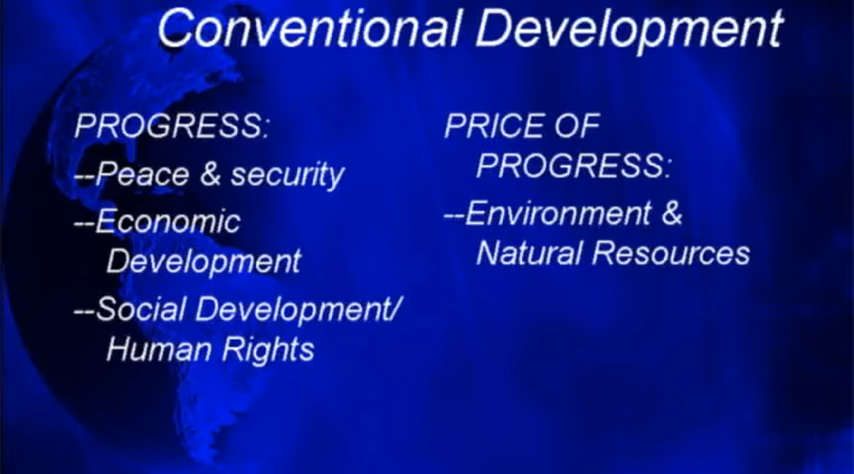 Conventional Development
PROGRESS:
--Peace & security
--Economic
Development
--Social Development/
Human Rights
PRICE OF
PROGRESS:
--Environment &
Natural Resources